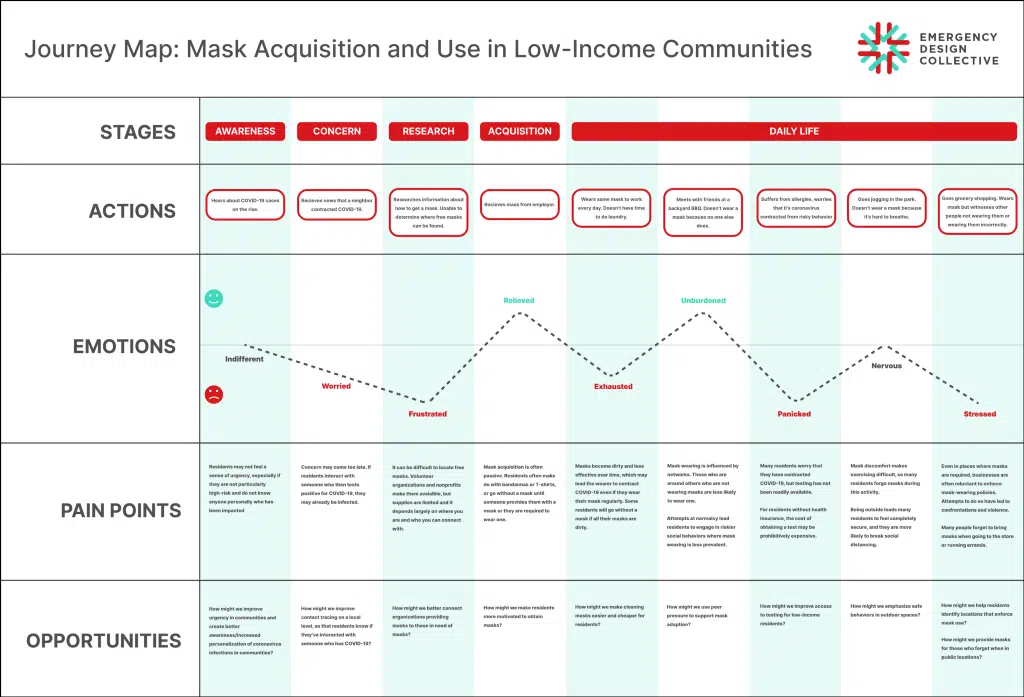 Journey Map: Mask Acquisition and Use in Low-Income Communities
EMERGENCY
DESIGN
COLLECTIVE
STAGES
AWARENESS
CONCERN
RESEARCH
ACQUISITION
DAILY LIFE
ACTIONS
Hears about COVID-19 cases
on the rise.
Recieves news that a neighbor
contracted COVID-19.
Researches information about
how to get a mask. Unable to
determine where free masks
can be found.
Recieves mask from employer.
Wears same mask to work
every day. Doesn't have time
to do laundry.
Meets with friends at a
backyard BBQ. Doesn't wear a
mask because no one else
does.
Suffers from allergies, worries
that it's coronavirus
contracted from risky behavior
Goes jogging in the park.
Doesn't wear a mask because
it's hard to breathe.
Goes grocery shopping. Wears
mask but witnesses other
people not wearing them or
wearing them incorrectly.
EMOTIONS
Indifferent
Worried
Frustrated
Relieved
Exhausted
Unburdened
Panicked
Nervous
Stressed
PAIN POINTS
Residents may not feel a
sense of urgency, especially if
they are not particularly
high-risk and do not know
anyone personally who has
been impacted
Concern may come too late. If
residents interact with
someone who then tests
positive for COVID-19, they
may already be infected.
It can be difficult to locate free
masks. Volunteer
organizations and nonprofits
make them available, but
supplies are limited and it
depends largely on where you
are and who you can connect
with.
Mask acquisition is often
passive. Residents often make
do with bandannas or T-shirts,
or go without a mask until
someone provides them with a
mask or they are required to
wear one.
Masks become dirty and less
effective over time, which may
lead the wearer to contract
COVID-19 even if they wear
their mask regularly. Some
residents will go without a
mask if all their masks are
dirty.
Mask wearing is influenced by
networks. Those who are
around others who are not
wearing masks are less likely
to wear one.
Attempts at normalcy lead
residents to engage in riskier
social behaviors where mask
wearing is less prevalent.
Many residents worry that
they have contracted
COVID-19, but testing has not
been readily available.
For residents without health
insurance, the cost of
obtaining a test may be
prohibitively expensive.
Mask discomfort makes
exercising difficult, so many
residents forgo masks during
this activity.
Being outside leads many
residents to feel completely
secure, and they are more
likely to break social
distancing.
Even in places where masks
are required, businesses are
often reluctant to enforce
mask-wearing policies.
Attempts to do so have led to
confrontations and violence.
Many people forget to bring
masks when going to the store
or running errands.
OPPORTUNITIES
How might we improve
urgency in communities and
create better
awareness/increased
personalization of coronavirus
infections in communities?
How might we improve
contact tracing on a local
level, so that residents know if
they've interacted with
someone who has COVID-19?
How might we better connect
organizations providing
masks to those in need of
masks?
How might we make residents
more motivated to obtain
masks?
How might we make cleaning
masks easier and cheaper for
residents?
How might we use peer
pressure to support mask
adoption?
How might we improve access
to testing for low-income
residents?
How might we emphasize safe
behaviors in outdoor spaces?
How might we help residents
identify locations that enforce
mask use?
How might we provide masks
for those who forget when in
public locations?